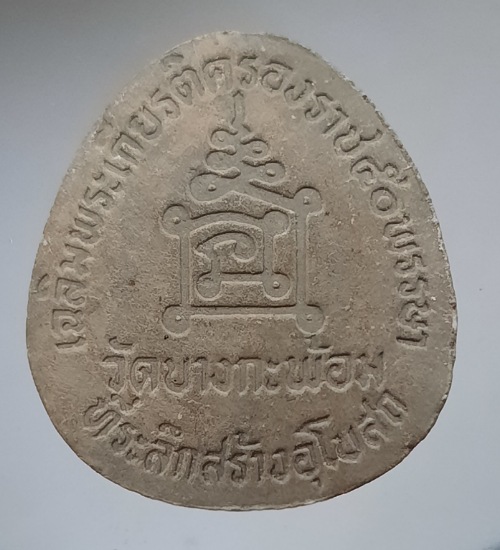 เฉลิมพระเกียรติครองราช ๕๐ พรรษา
วัดบางกะพ้อม
ที่ระลึกสร้างอุโบสถ